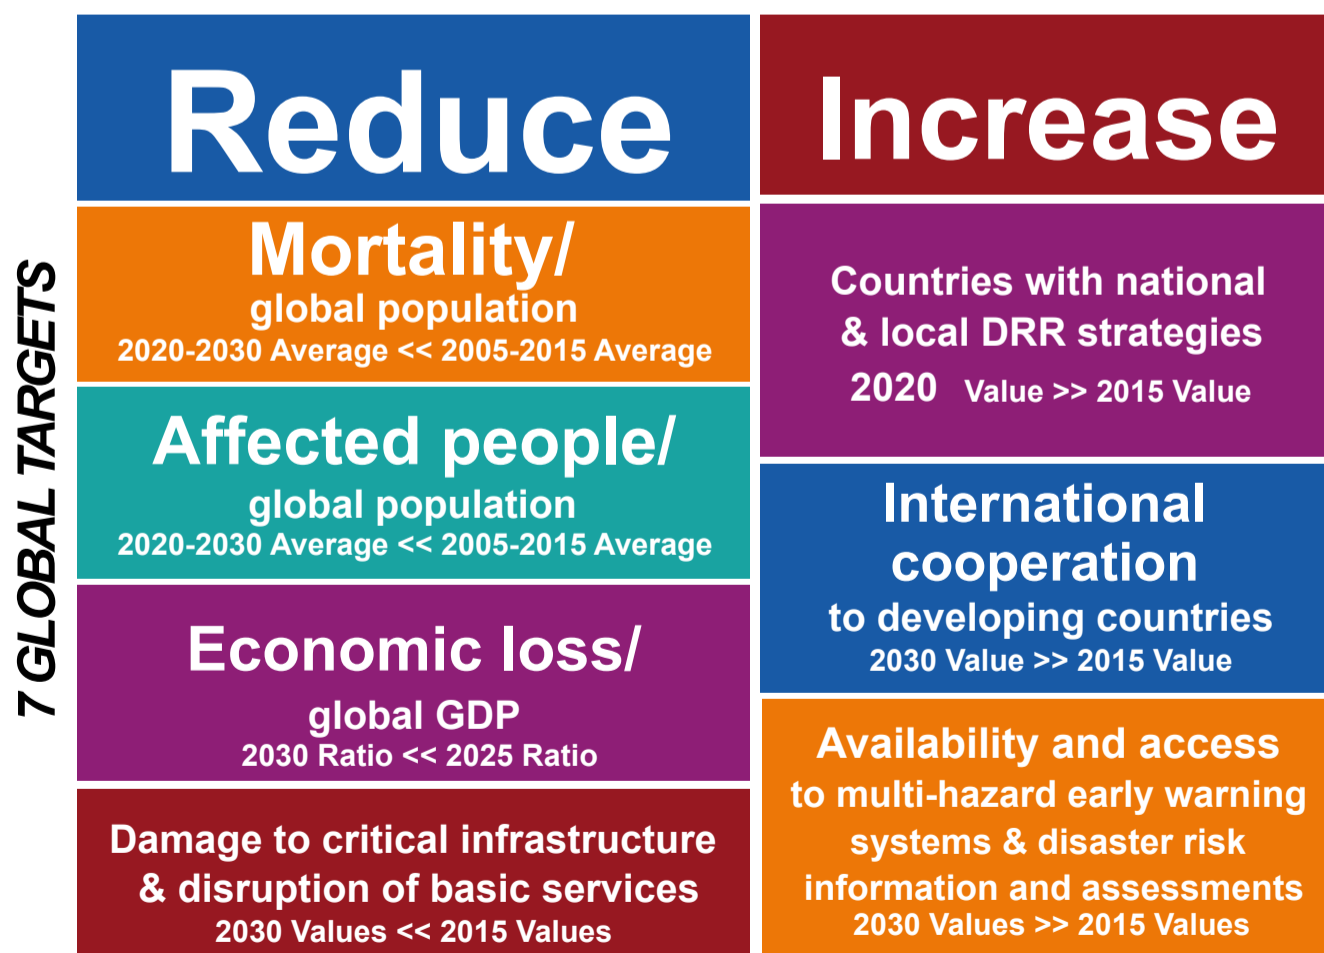 7 GLOBAL TARGETS
Reduce
Mortality/
global population
2020-2030 Average << 2005-2015 Average
Affected people/
global population
2020-2030 Average << 2005-2015 Average
Economic loss/
global GDP
2030 Ratio << 2025 Ratio
Damage to critical infrastructure
& disruption of basic services
2030 Values << 2015 Values
Increase
Countries with national
& local DRR strategies
2020 Value >> 2015 Value
International
cooperation
to developing countries
2030 Value >> 2015 Value
Availability and access
to multi-hazard early warning
systems & disaster risk
information and assessments
2030 Values >> 2015 Values